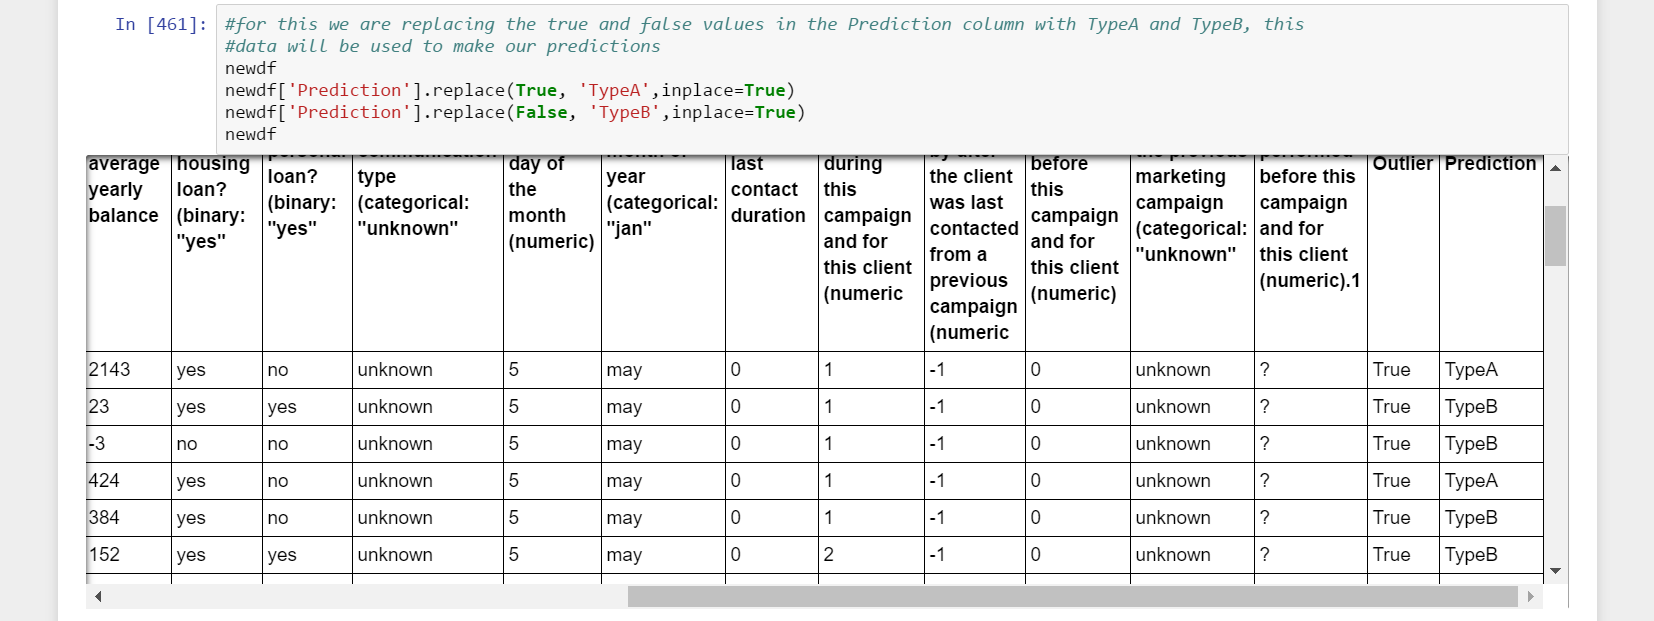 In [461]: #for this we are replacing the true and false values in the Prediction column with TypeA and TypeB, this
#data will be used to make our predictions
newdf
newdf['Prediction'].replace(True, 'TypeA',inplace=True)
newdf['Prediction'].replace(False, 'TypeB',inplace=True)
newdf
average
yearly
balance
housing
loan?
(binary:
"yes"
loan?
(binary:
"yes"
type
(categorical:
"unknown"
day of
the
month
(numeric)
year
(categorical:
"jan"
last
contact
duration
during
this
campaign
and for
this client
(numeric
by after
the client
was last
contacted
from a
previous
campaign
(numeric
before
this
campaign
and for
this client
(numeric)
the previous
marketing
campaign
(categorical:
"unknown"
performed
before this
campaign
and for
this client
(numeric).1
Outlier
Prediction
2143 yes no unknown 5 may 0 1 -1 0 unknown ? True TypeA
23 yes yes unknown 5 may 0 1 -1 0 unknown ? True TypeB
-3 no no unknown 5 may 0 1 -1 0 unknown ? True TypeB
424 yes no unknown 5 may 0 1 -1 0 unknown ? True TypeA
384 yes no unknown 5 may 0 1 -1 0 unknown ? True TypeB
152 yes yes unknown 5 may 0 2 -1 0 unknown ? True TypeB